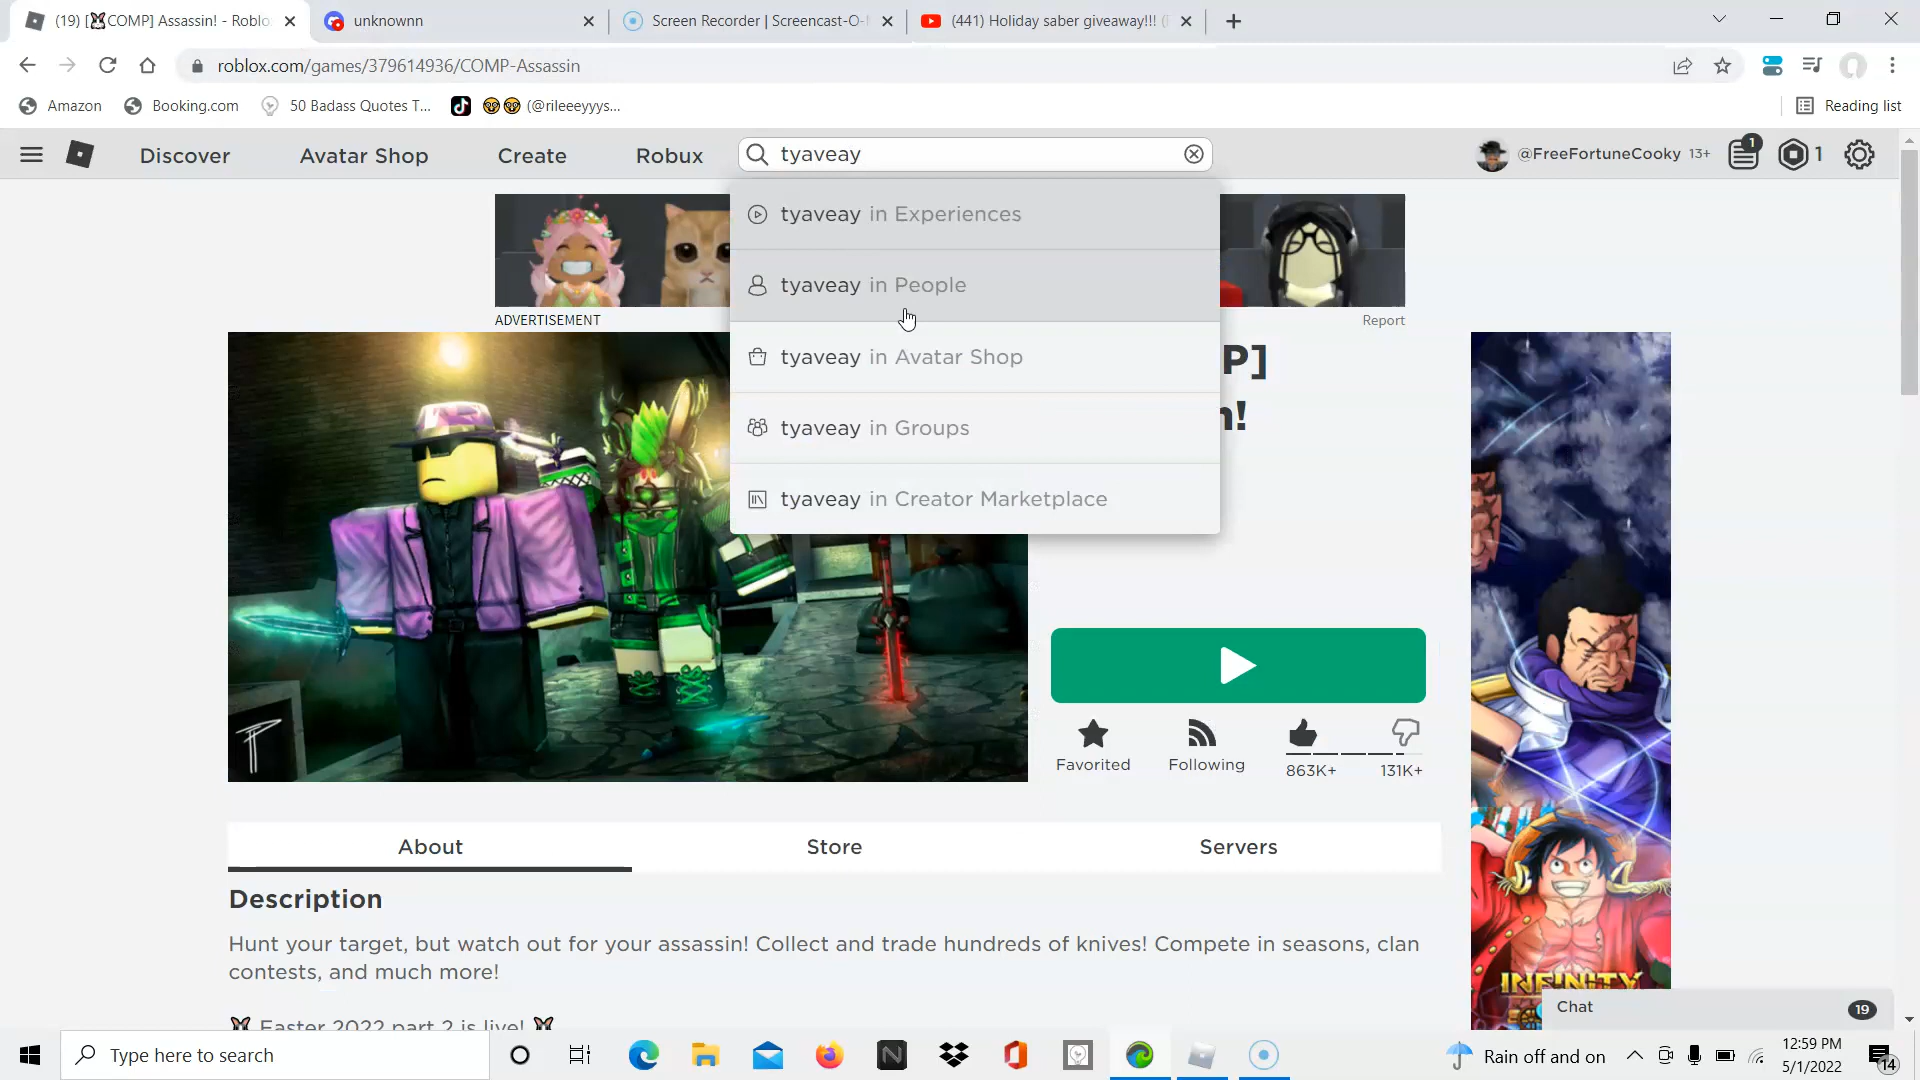 (19) [COMP] Assassin! - Roblo
unknownn
Screen Recorder | Screencast-O-
(441) Holiday saber giveaway!!! (
roblox.com/games/379614936/COMP-Assassin
Amazon
Booking.com
50 Badass Quotes T...
(@rileeeyyys...
Reading list
Discover
Avatar Shop
Create
Robux
tyaveay
@FreeFortuneCooky 13+
1
1
tyaveay in Experiences
tyaveay in People
tyaveay in Avatar Shop
tyaveay in Groups
tyaveay in Creator Marketplace
ADVERTISEMENT
Report
P]
n!
Favorited
Following
863K+
131K+
About
Store
Servers
Description
Hunt your target, but watch out for your assassin! Collect and trade hundreds of knives! Compete in seasons, clan
contests, and much more!
Easter 2022 part 2 is live!
INFINITY
Chat
19
Type here to search
Rain off and on
12:59 PM
5/1/2022
14